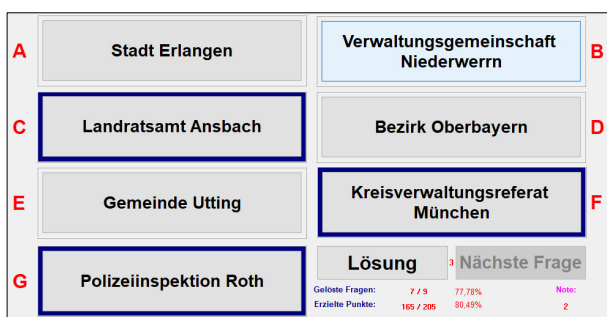 A
Stadt Erlangen
Verwaltungsgemeinschaft
Niederwerrn
B
C
Landratsamt Ansbach
Bezirk Oberbayern
D
E
Gemeinde Utting
Kreisverwaltungsreferat
München
F
G
Polizeiinspektion Roth
Lösung
3
Nächste Frage
Gelöste Fragen: 7 / 9 77,78% Note:
Erzielte Punkte: 165 / 205 80,49% 2